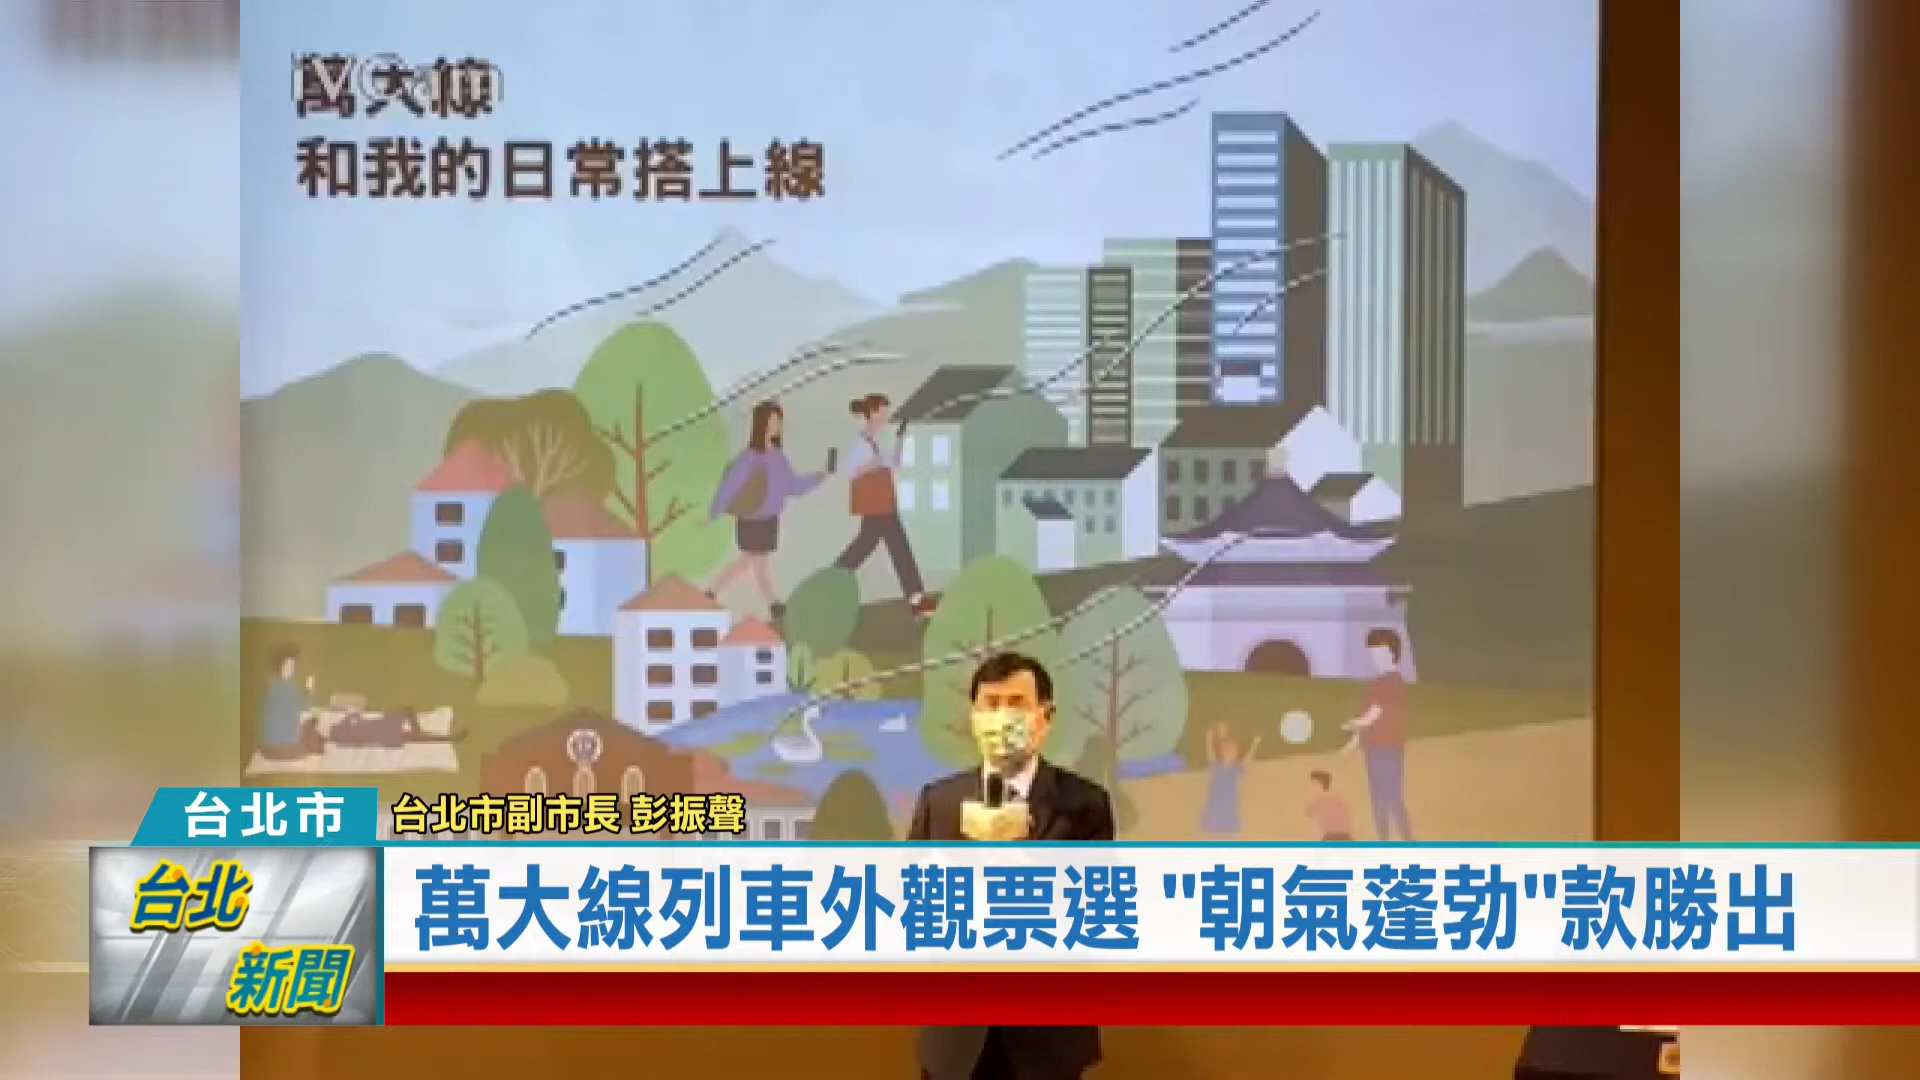 萬大線
iVCam
和我的日常搭上線
台北市
台北市副市長 彭振聲
台北
新聞
萬大線列車外觀票選 "朝氣蓬勃"款勝出